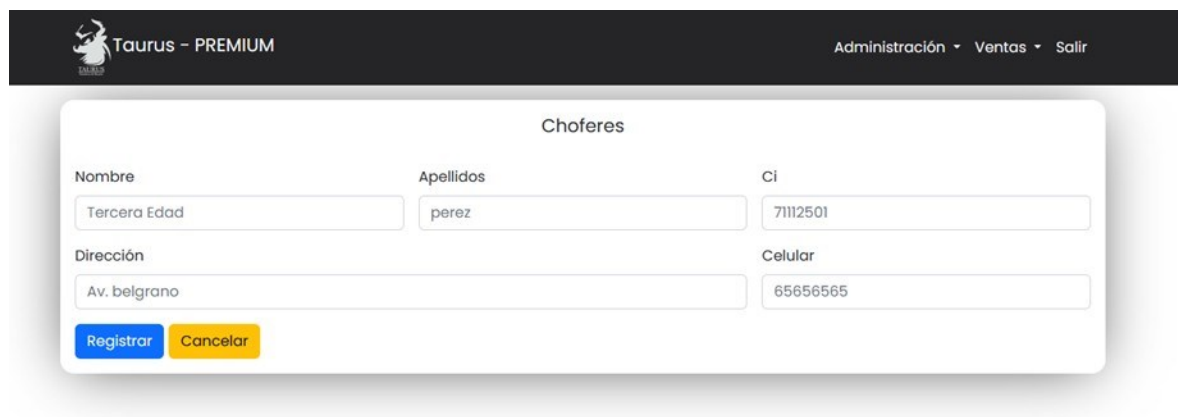 Taurus - PREMIUM
Administración Ventas Salir
TAURUS
Choferes
Nombre Apellidos Ci
Tercera Edad perez 71112501
Dirección Celular
Av. belgrano 65656565
Registrar Cancelar